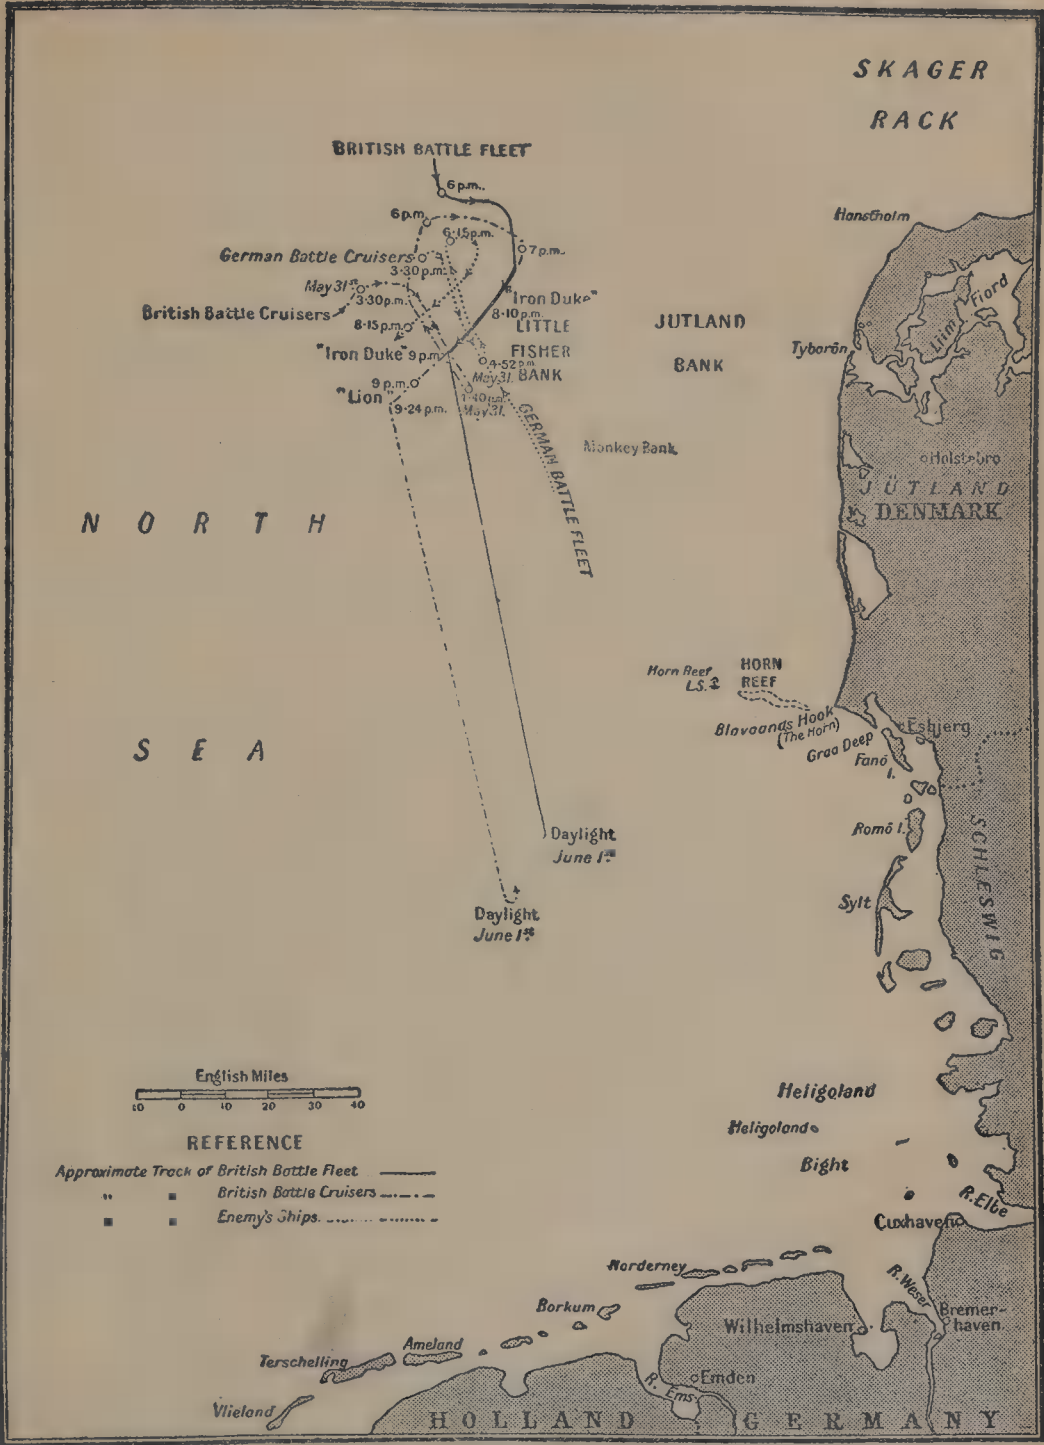 SKAGER
RACK
BRITISH BATTLE FLEET
6 p.m.
6 p.m.
6·15 p.m.
7 p.m.
German Battle Cruisers
3·30 p.m.
May 31st
3·30 p.m.
British Battle Cruisers
"Iron Duke"
8·10 p.m.
8·15 p.m.
LITTLE
FISHER
BANK
"Iron Duke" 9 p.m.
4·52 p.m.
May 31.
9 p.m.
"Lion"
9·24 p.m.
May 31.
GERMAN BATTLE FLEET
JUTLAND
BANK
Monkey Bank
Hanstholm
Liim Fiord
Tyborön
Holstebro
JÜTLAND
DENMARK
NORTH
SEA
Horn Reef
L.S.
HORN
REEF
Blavaands Hook
(The Horn)
Graa Deep
Esbjerg
Fanö
I.
Romö I.
SCHLESWIG
Sylt
Daylight
June 1st
Daylight
June 1st
English Miles
10 0 10 20 30 40
REFERENCE
Approximate Track of British Battle Fleet
" " British Battle Cruisers
" " Enemy's Ships
Heligoland
Heligoland
Bight
R. Elbe
Cuxhaven
Norderney
R. Weser
Borkum
Wilhelmshaven
Bremer-
haven
Ameland
Terschelling
Emden
R. Ems
Vlieland
HOLLAND
GERMANY